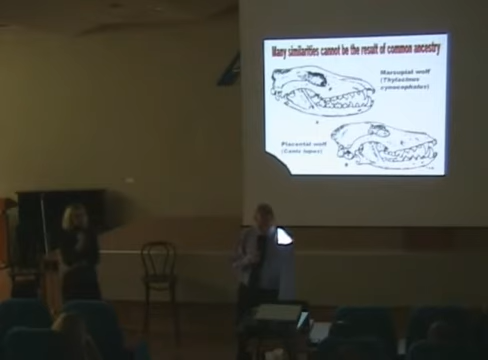 Many similarities cannot be the result of common ancestry
Marsupial wolf
(Thylacinus
cynocephalus)
Placental wolf
(Canis lupus)